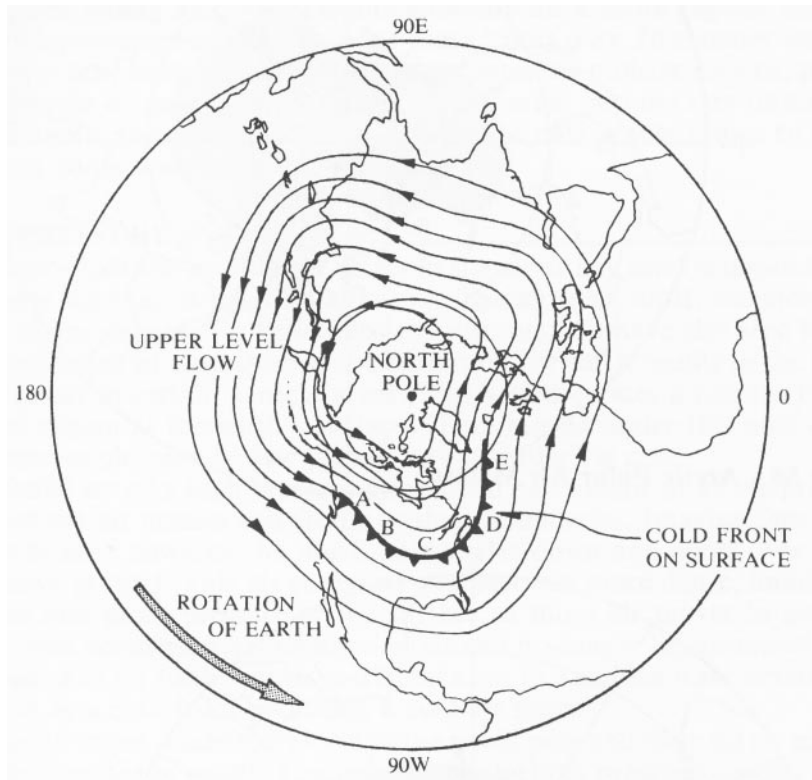 90E
UPPER LEVEL
FLOW
NORTH
POLE
180
0
E
B
D
C
COLD FRONT
ON SURFACE
ROTATION
OF EARTH
90W